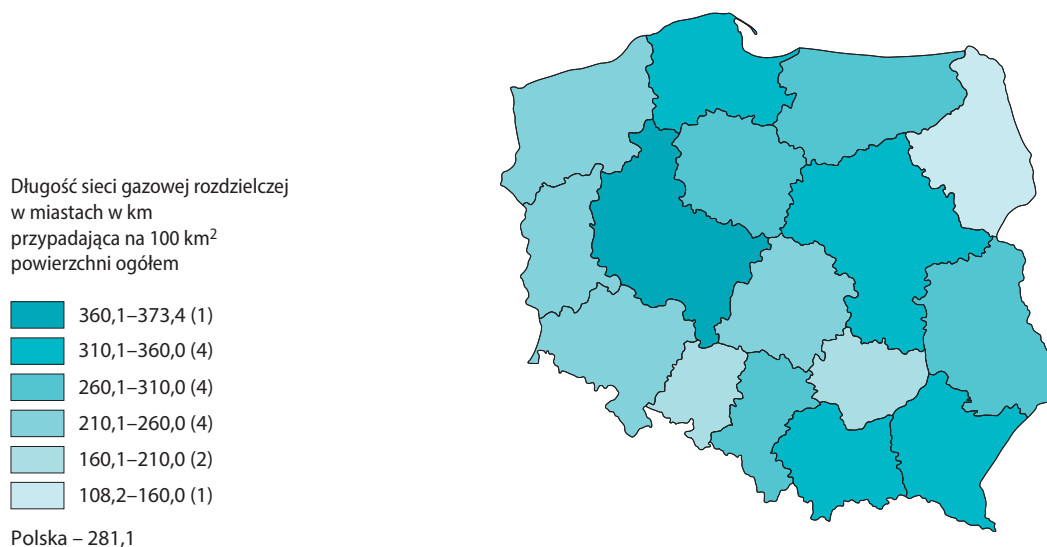 Długość sieci gazowej rozdzielczej
w miastach w km
przypadająca na 100 km²
powierzchni ogółem
360,1–373,4 (1)
310,1–360,0 (4)
260,1–310,0 (4)
210,1–260,0 (4)
160,1–210,0 (2)
108,2–160,0 (1)
Polska – 281,1